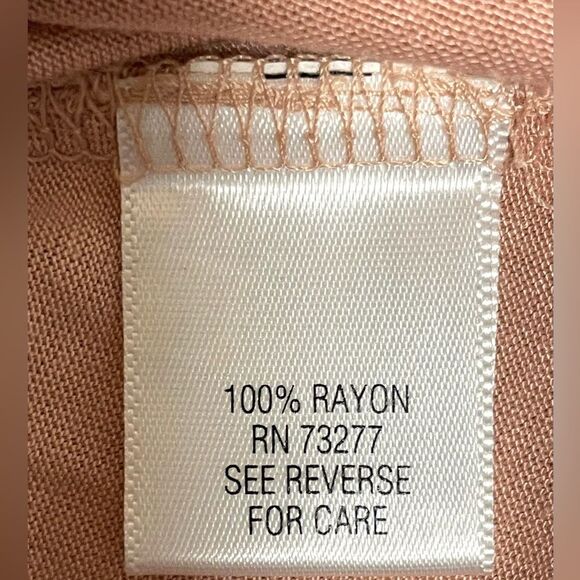 100% RAYON
RN 73277
SEE REVERSE
FOR CARE